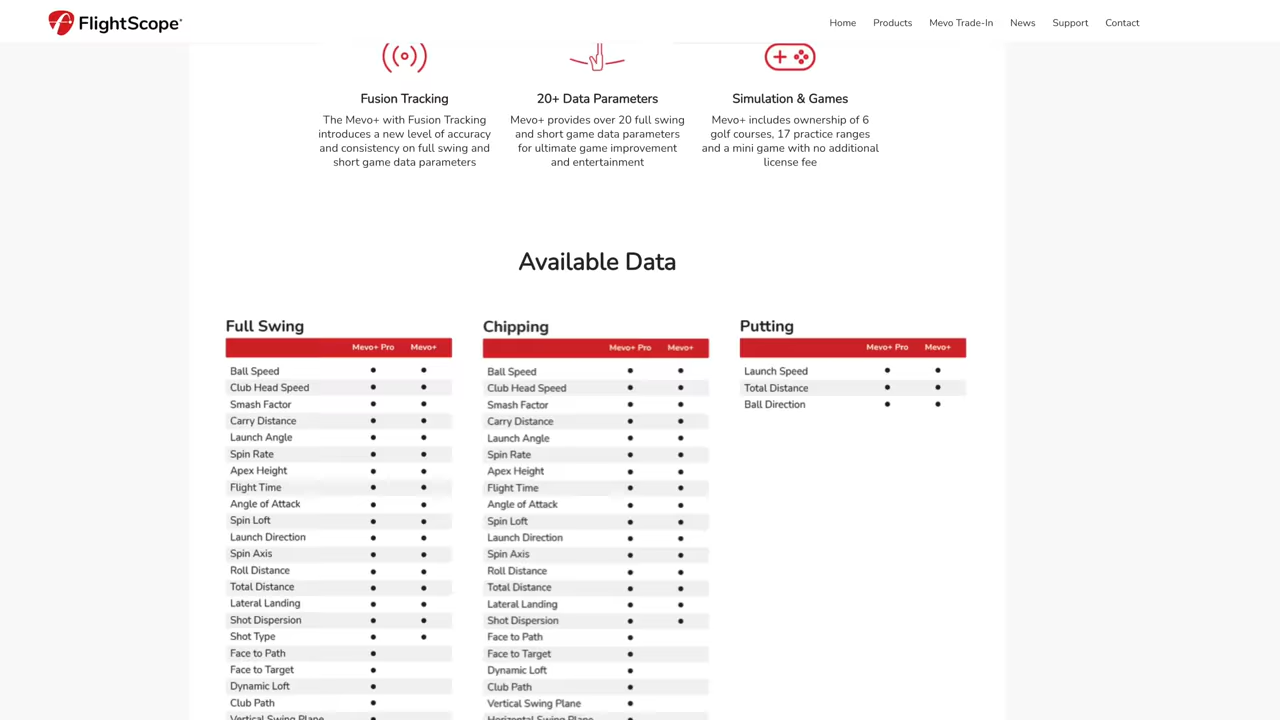 FlightScope
Home Products Mevo Trade-In News Support Contact
Fusion Tracking
The Mevo+ with Fusion Tracking
introduces a new level of accuracy
and consistency on full swing and
short game data parameters
20+ Data Parameters
Mevo+ provides over 20 full swing
and short game data parameters
for ultimate game improvement
and entertainment
Simulation & Games
Mevo+ includes ownership of 6
golf courses, 17 practice ranges
and a mini game with no additional
license fee
Available Data
Full Swing
Mevo+ Pro Mevo+
Ball Speed
Club Head Speed
Smash Factor
Carry Distance
Launch Angle
Spin Rate
Apex Height
Flight Time
Angle of Attack
Spin Loft
Launch Direction
Spin Axis
Roll Distance
Total Distance
Lateral Landing
Shot Dispersion
Shot Type
Face to Path
Face to Target
Dynamic Loft
Club Path
Vertical Swing Plane
Chipping
Mevo+ Pro Mevo+
Ball Speed
Club Head Speed
Smash Factor
Carry Distance
Launch Angle
Spin Rate
Apex Height
Flight Time
Angle of Attack
Spin Loft
Launch Direction
Spin Axis
Roll Distance
Total Distance
Lateral Landing
Shot Dispersion
Face to Path
Face to Target
Dynamic Loft
Club Path
Vertical Swing Plane
Horizontal Swing Plane
Putting
Mevo+ Pro Mevo+
Launch Speed
Total Distance
Ball Direction